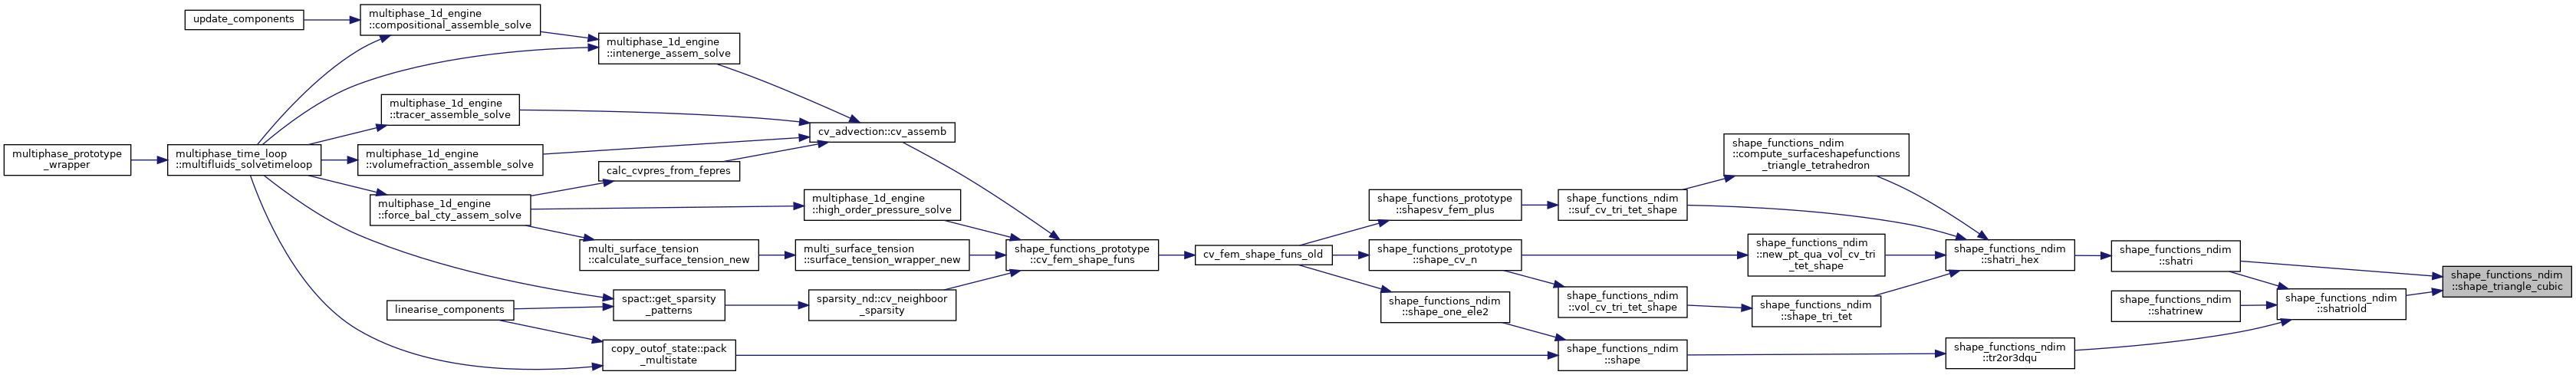 update_components
multiphase_1d_engine
::compositional_assemble_solve
multiphase_1d_engine
::intenerge_assem_solve
multiphase_1d_engine
::tracer_assemble_solve
cv_advection::cv_assemb
multiphase_prototype
_wrapper
multiphase_time_loop
::multifluids_solvetimeloop
multiphase_1d_engine
::volumefraction_assemble_solve
calc_cvpres_from_fepres
multiphase_1d_engine
::force_bal_cty_assem_solve
multiphase_1d_engine
::high_order_pressure_solve
multi_surface_tension
::calculate_surface_tension_new
multi_surface_tension
::surface_tension_wrapper_new
shape_functions_prototype
::cv_fem_shape_funs
cv_fem_shape_funs_old
linearise_components
spact::get_sparsity
_patterns
sparsity_nd::cv_neighboor
_sparsity
copy_outof_state::pack
_multistate
shape_functions_prototype
::shapesv_fem_plus
shape_functions_prototype
::shape_cv_n
shape_functions_ndim
::shape_one_ele2
shape_functions_ndim
::suf_cv_tri_tet_shape
shape_functions_ndim
::vol_cv_tri_tet_shape
shape_functions_ndim
::shape
shape_functions_ndim
::compute_surfaceshapefunctions
_triangle_tetrahedron
shape_functions_ndim
::new_pt_qua_vol_cv_tri
_tet_shape
shape_functions_ndim
::shape_tri_tet
shape_functions_ndim
::shatri_hex
shape_functions_ndim
::tr2or3dqu
shape_functions_ndim
::shatri
shape_functions_ndim
::shatrinew
shape_functions_ndim
::shatriold
shape_functions_ndim
::shape_triangle_cubic